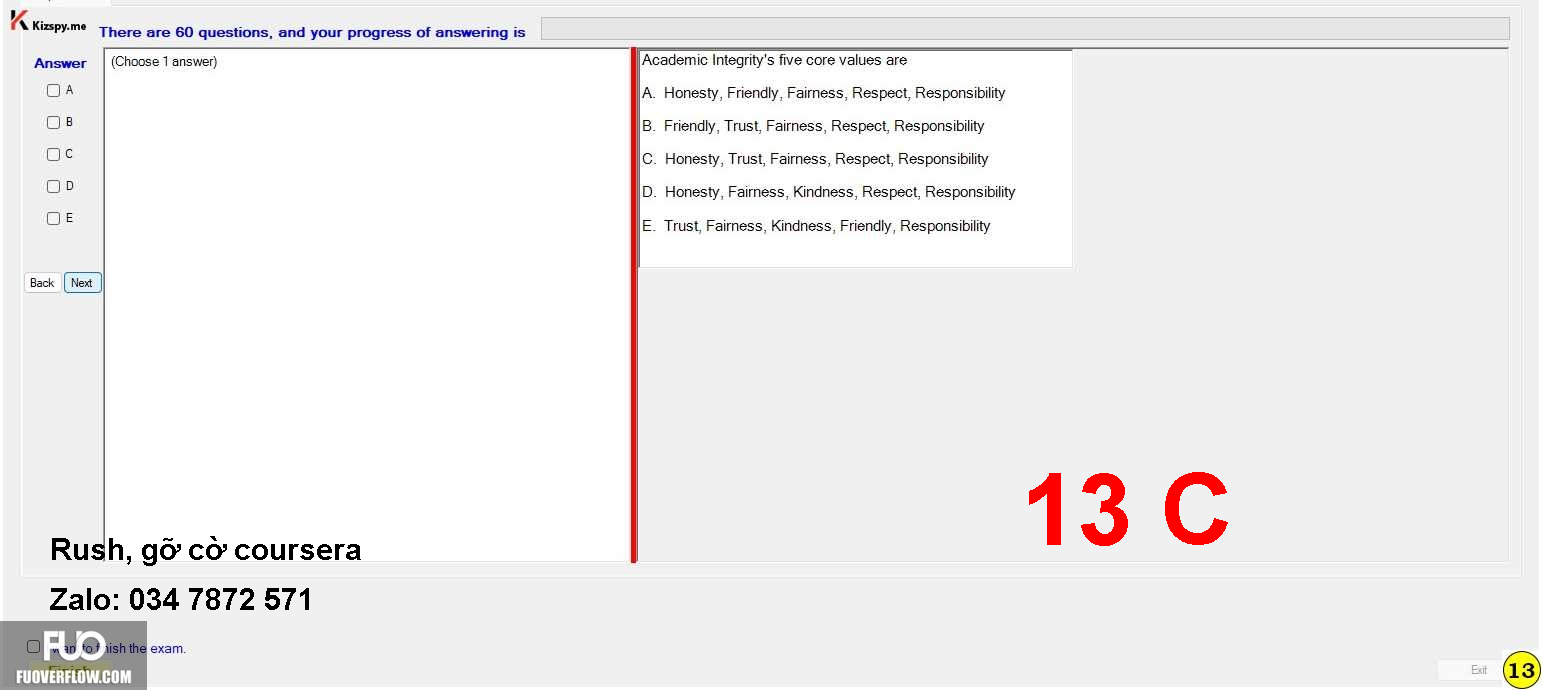 Kizspy.me
There are 60 questions, and your progress of answering is
Answer
A
B
C
D
E
Back Next
(Choose 1 answer)
Academic Integrity's five core values are
A. Honesty, Friendly, Fairness, Respect, Responsibility
B. Friendly, Trust, Fairness, Respect, Responsibility
C. Honesty, Trust, Fairness, Respect, Responsibility
D. Honesty, Fairness, Kindness, Respect, Responsibility
E. Trust, Fairness, Kindness, Friendly, Responsibility
13 C
Rush, gỡ cờ coursera
Zalo: 034 7872 571
FUO
want to finish the exam.
Finish
FUOVERFLOW.COM
Exit
13